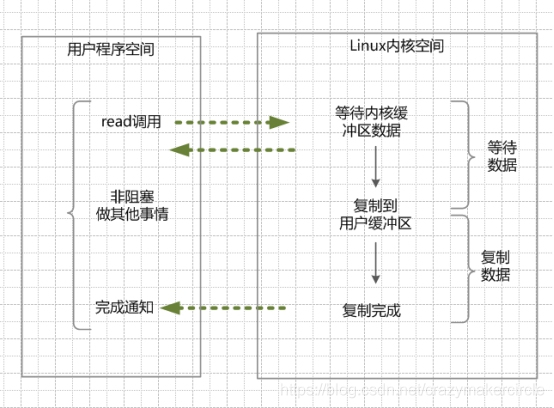 用户程序空间
Linux内核空间
read调用
等待内核缓
冲区数据
等待
数据
非阻塞
做其他事情
复制到
用户缓冲区
复制
数据
完成通知
复制完成
https://blog.csdn.net/crazymakercircle